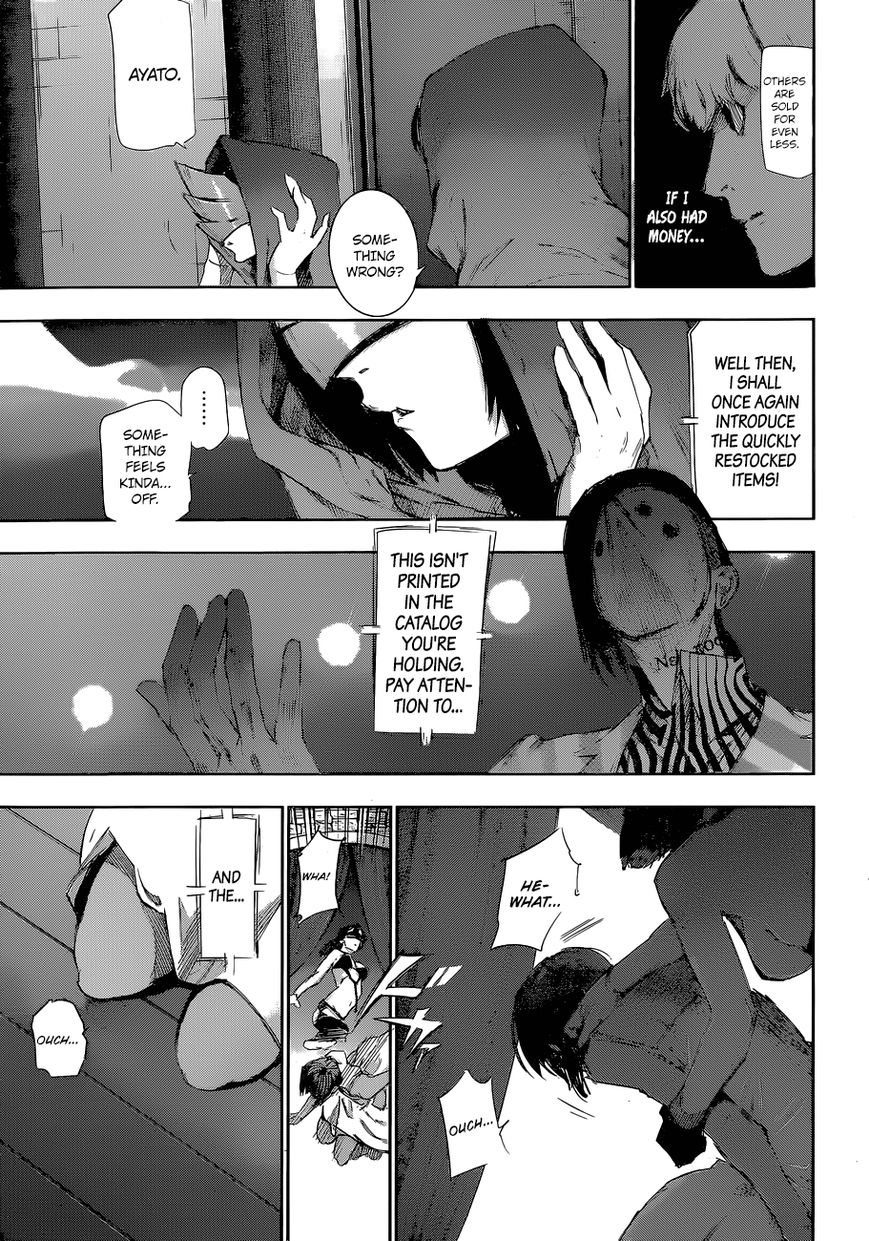 OTHERS
ARE
SOLD
FOR
EVEN
LESS.
IF I
ALSO HAD
MONEY...
AYATO.
SOME-
THING
WRONG?
WELL THEN,
I SHALL
ONCE AGAIN
INTRODUCE
THE QUICKLY
RESTOCKED
ITEMS!
......
SOME-
THING
FEELS
KINDA...
OFF.
THIS ISN'T
PRINTED
IN THE
CATALOG
YOU'RE
HOLDING.
PAY ATTEN-
TION TO...
HE-
WHAT...
OUCH...
WHA!
AND
THE...
OUCH...